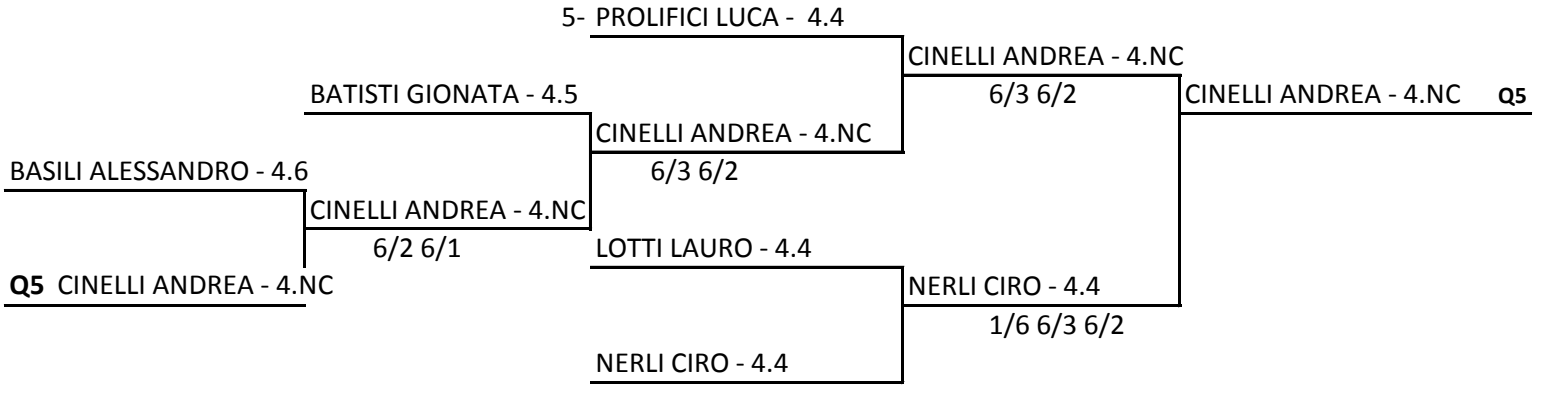 5- PROLIFICI LUCA - 4.4
CINELLI ANDREA - 4.NC
BATISTI GIONATA - 4.5
6/3 6/2
CINELLI ANDREA - 4.NC Q5
CINELLI ANDREA - 4.NC
BASILI ALESSANDRO - 4.6
6/3 6/2
CINELLI ANDREA - 4.NC
6/2 6/1
LOTTI LAURO - 4.4
Q5 CINELLI ANDREA - 4.NC
NERLI CIRO - 4.4
1/6 6/3 6/2
NERLI CIRO - 4.4